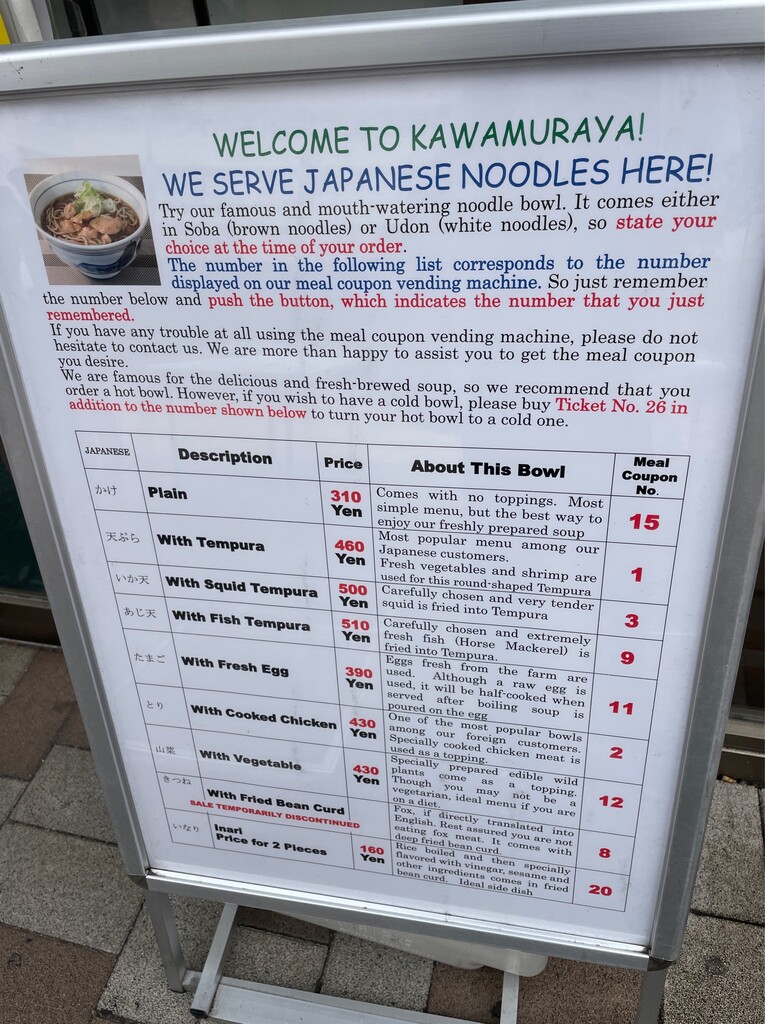 WELCOME TO KAWAMURAYA!
WE SERVE JAPANESE NOODLES HERE!
Try our famous and mouth-watering noodle bowl. It comes either
in Soba (brown noodles) or Udon (white noodles), so state your
choice at the time of your order.
The number in the following list corresponds to the number
displayed on our meal coupon vending machine. So just remember
the number below and push the button, which indicates the number that you just
remembered.
If you have any trouble at all using the meal coupon vending machine, please do not
hesitate to contact us. We are more than happy to assist you to get the meal coupon
you desire.
We are famous for the delicious and fresh-brewed soup, so we recommend that you
order a hot bowl. However, if you wish to have a cold bowl, please buy Ticket No. 26 in
addition to the number shown below to turn your hot bowl to a cold one.
JAPANESE
Description
Price
About This Bowl
Meal
Coupon
No.
かけ
Plain
310
Yen
Comes with no toppings. Most
simple menu, but the best way to
enjoy our freshly prepared soup
15
天ぷら
With Tempura
460
Yen
Most popular menu among our
Japanese customers.
Fresh vegetables and shrimp are
used for this round-shaped Tempura
1
いか天
With Squid Tempura
500
Yen
Carefully chosen and very tender
squid is fried into Tempura
3
あじ天
With Fish Tempura
510
Yen
Carefully chosen and extremely
fresh fish (Horse Mackerel) is
fried into Tempura.
9
たまご
With Fresh Egg
390
Yen
Eggs fresh from the farm are
used. Although a raw egg is
used, it will be half-cooked when
served after boiling soup is
poured on the egg
11
とり
With Cooked Chicken
430
Yen
One of the most popular bowls
among our foreign customers.
Specially cooked chicken meat is
used as a topping.
2
山菜
With Vegetable
430
Yen
Specially prepared edible wild
plants come as a topping.
Though you may not be a
vegetarian, ideal menu if you are
on a diet.
12
きつね
With Fried Bean Curd
SALE TEMPORARILY DISCONTINUED
Fox, if directly translated into
English. Rest assured you are not
eating fox meat. It comes with
deep fried bean curd.
8
いなり
Inari
Price for 2 Pieces
160
Yen
Rice boiled and then specially
flavored with vinegar, sesame and
other ingredients comes in fried
bean curd. Ideal side dish
20